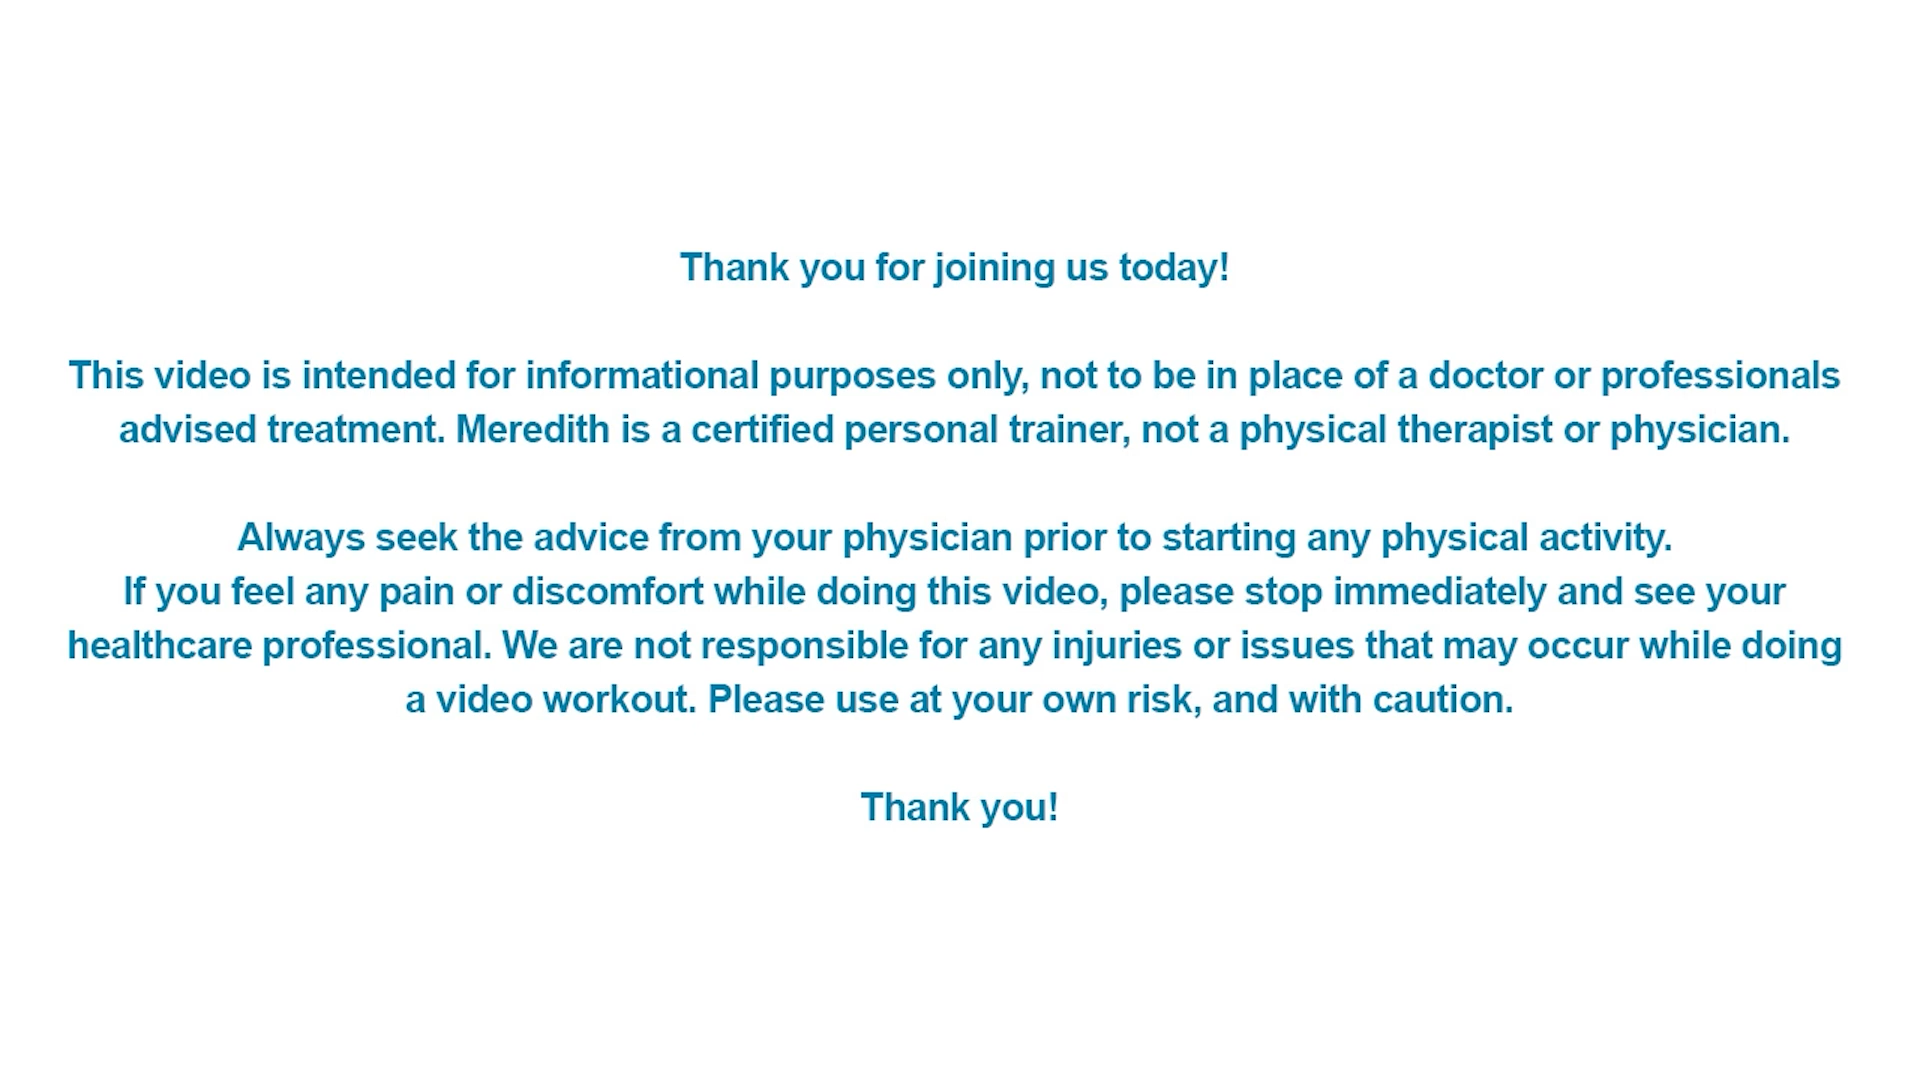 Thank you for joining us today!
This video is intended for informational purposes only, not to be in place of a doctor or professionals
advised treatment. Meredith is a certified personal trainer, not a physical therapist or physician.
Always seek the advice from your physician prior to starting any physical activity.
If you feel any pain or discomfort while doing this video, please stop immediately and see your
healthcare professional. We are not responsible for any injuries or issues that may occur while doing
a video workout. Please use at your own risk, and with caution.
Thank you!